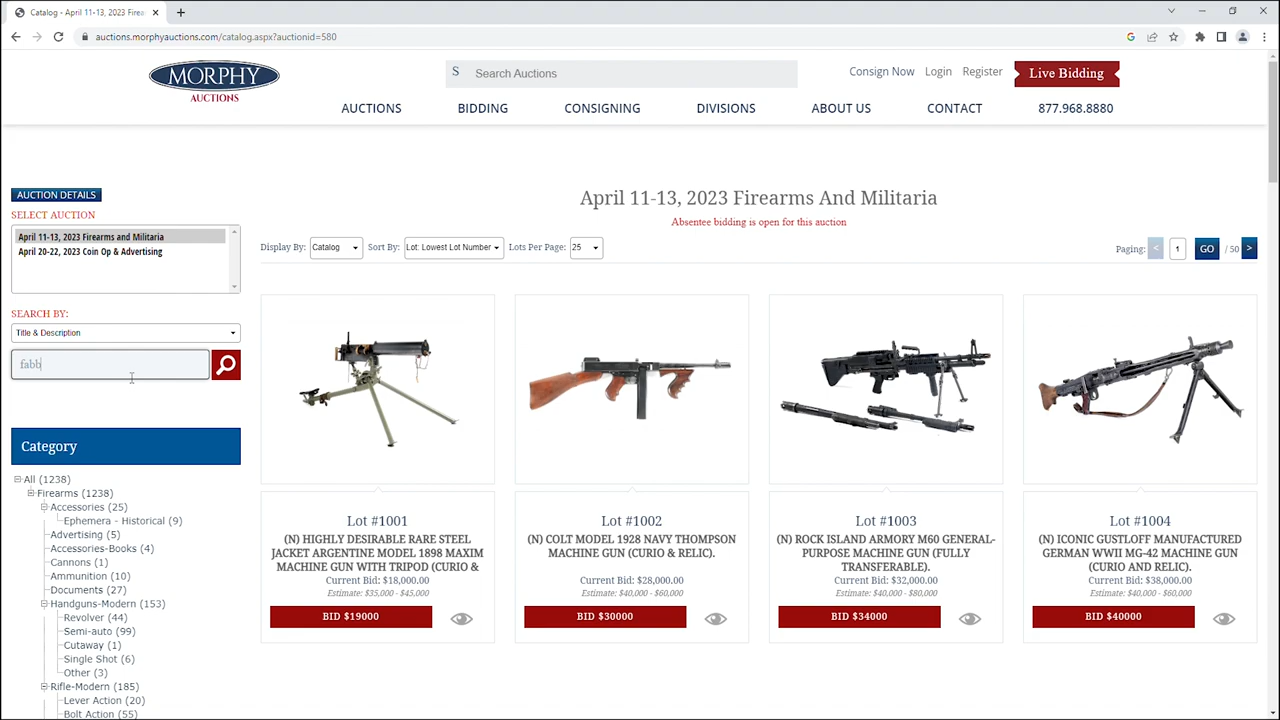 Catalog - April 11-13, 2023 Firea
auctions.morphyauctions.com/catalog.aspx?auctionid=580
MORPHY
AUCTIONS
S Search Auctions
Consign Now Login Register Live Bidding
AUCTIONS BIDDING CONSIGNING DIVISIONS ABOUT US CONTACT 877.968.8880
AUCTION DETAILS
SELECT AUCTION
April 11-13, 2023 Firearms and Militaria
April 20-22, 2023 Coin Op & Advertising
SEARCH BY:
Title & Description
fabb
Category
All (1238)
Firearms (1238)
Accessories (25)
Ephemera - Historical (9)
Advertising (5)
Accessories-Books (4)
Cannons (1)
Ammunition (10)
Documents (27)
Handguns-Modern (153)
Revolver (44)
Semi-auto (99)
Cutaway (1)
Single Shot (6)
Other (3)
Rifle-Modern (185)
Lever Action (20)
Bolt Action (55)
April 11-13, 2023 Firearms And Militaria
Absentee bidding is open for this auction
Display By: Catalog Sort By: Lot: Lowest Lot Number Lots Per Page: 25 Paging: < 1 GO / 50 >
Lot #1001
(N) HIGHLY DESIRABLE RARE STEEL
JACKET ARGENTINE MODEL 1898 MAXIM
MACHINE GUN WITH TRIPOD (CURIO &
Current Bid: $18,000.00
Estimate: $35,000 - $45,000
BID $19000
Lot #1002
(N) COLT MODEL 1928 NAVY THOMPSON
MACHINE GUN (CURIO & RELIC).
Current Bid: $28,000.00
Estimate: $40,000 - $60,000
BID $30000
Lot #1003
(N) ROCK ISLAND ARMORY M60 GENERAL-
PURPOSE MACHINE GUN (FULLY
TRANSFERABLE).
Current Bid: $32,000.00
Estimate: $40,000 - $80,000
BID $34000
Lot #1004
(N) ICONIC GUSTLOFF MANUFACTURED
GERMAN WWII MG-42 MACHINE GUN
(CURIO AND RELIC).
Current Bid: $38,000.00
Estimate: $40,000 - $60,000
BID $40000